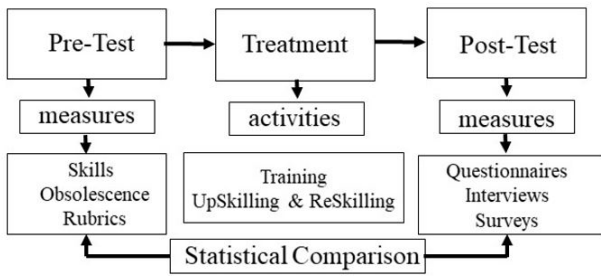 Pre-Test
Treatment
Post-Test
measures
activities
measures
Skills
Obsolescence
Rubrics
Training
UpSkilling & ReSkilling
Questionnaires
Interviews
Surveys
Statistical Comparison